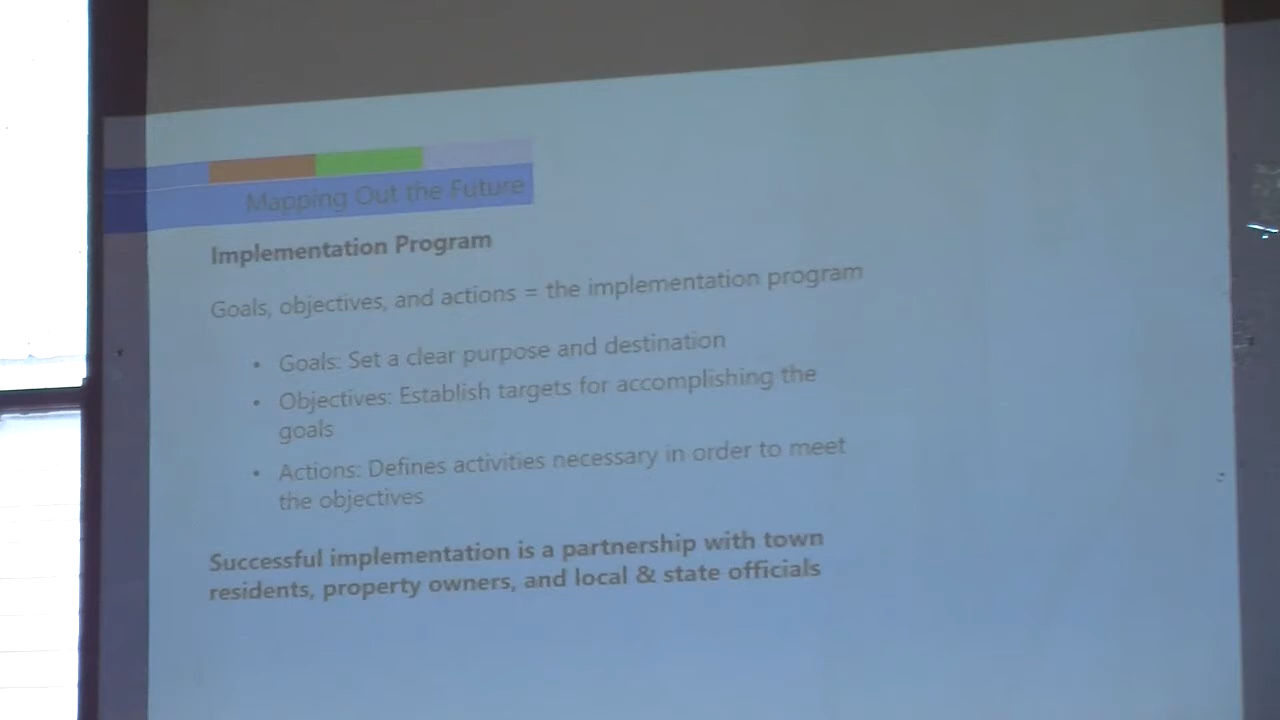 Mapping Out the Future
Implementation Program
Goals, objectives, and actions = the implementation program
• Goals: Set a clear purpose and destination
• Objectives: Establish targets for accomplishing the
goals
• Actions: Defines activities necessary in order to meet
the objectives
Successful implementation is a partnership with town
residents, property owners, and local & state officials